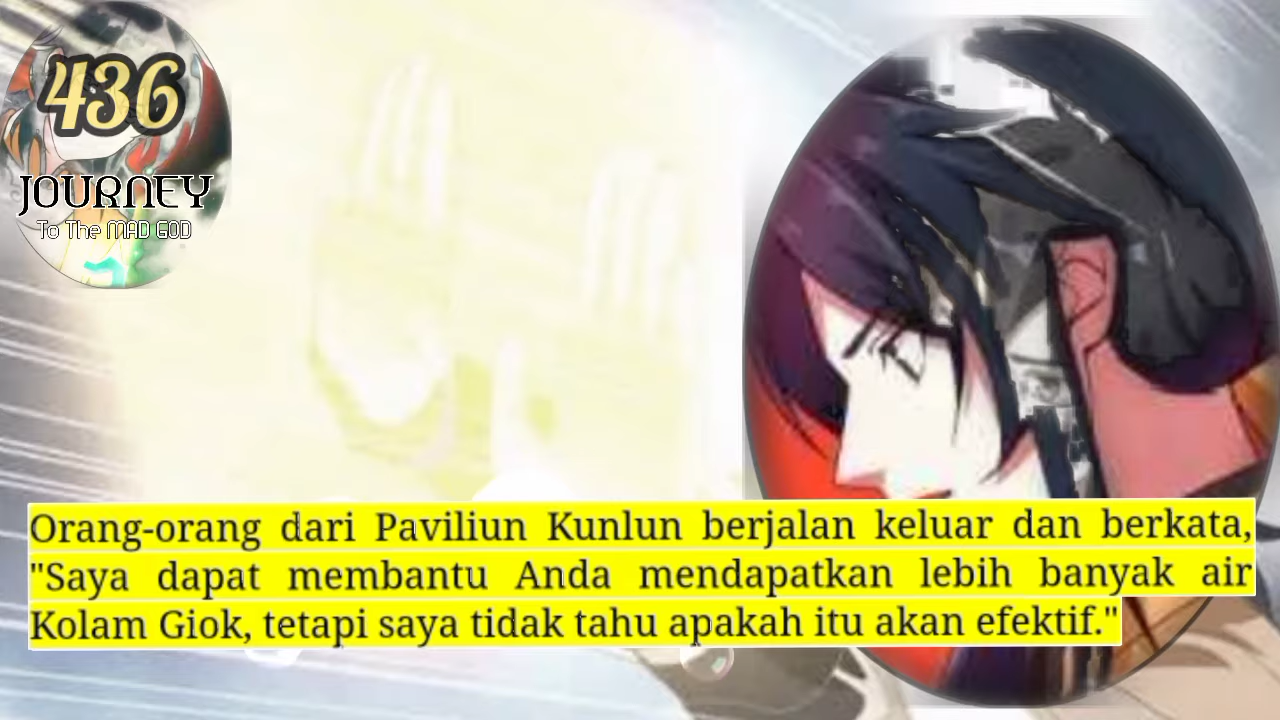 436
JOURNEY
To The MAD GOD
Orang-orang dari Paviliun Kunlun berjalan keluar dan berkata,
"Saya dapat membantu Anda mendapatkan lebih banyak air
Kolam Giok, tetapi saya tidak tahu apakah itu akan efektif."